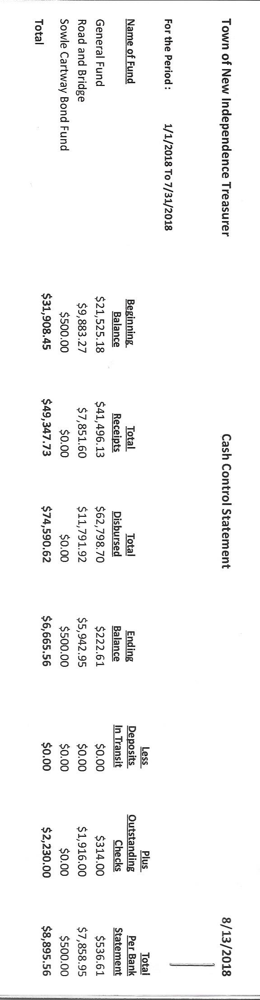 Town of New Independence Treasurer Cash Control Statement 8/13/2018
For the Period : 1/1/2018 To 7/31/2018
Less Plus Total
Beginning Total Total Ending Deposits Outstanding Per Bank
Name of Fund Balance Receipts Disbursed Balance In Transit Checks Statement
General Fund $21,525.18 $41,496.13 $62,798.70 $222.61 $0.00 $314.00 $536.61
Road and Bridge $9,883.27 $7,851.60 $11,791.92 $5,942.95 $0.00 $1,916.00 $7,858.95
Sowle Cartway Bond Fund $500.00 $0.00 $0.00 $500.00 $0.00 $0.00 $500.00
Total $31,908.45 $49,347.73 $74,590.62 $6,665.56 $0.00 $2,230.00 $8,895.56